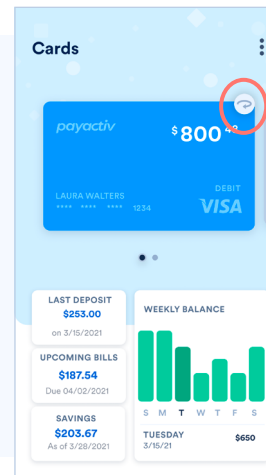 Cards
payactiv
$800 48
LAURA WALTERS
**** **** **** 1234
DEBIT
VISA
LAST DEPOSIT
$253.00
on 3/15/2021
UPCOMING BILLS
$187.54
Due 04/02/2021
SAVINGS
$203.67
As of 3/28/2021
WEEKLY BALANCE
S M T W T F S
TUESDAY
3/15/21
$650